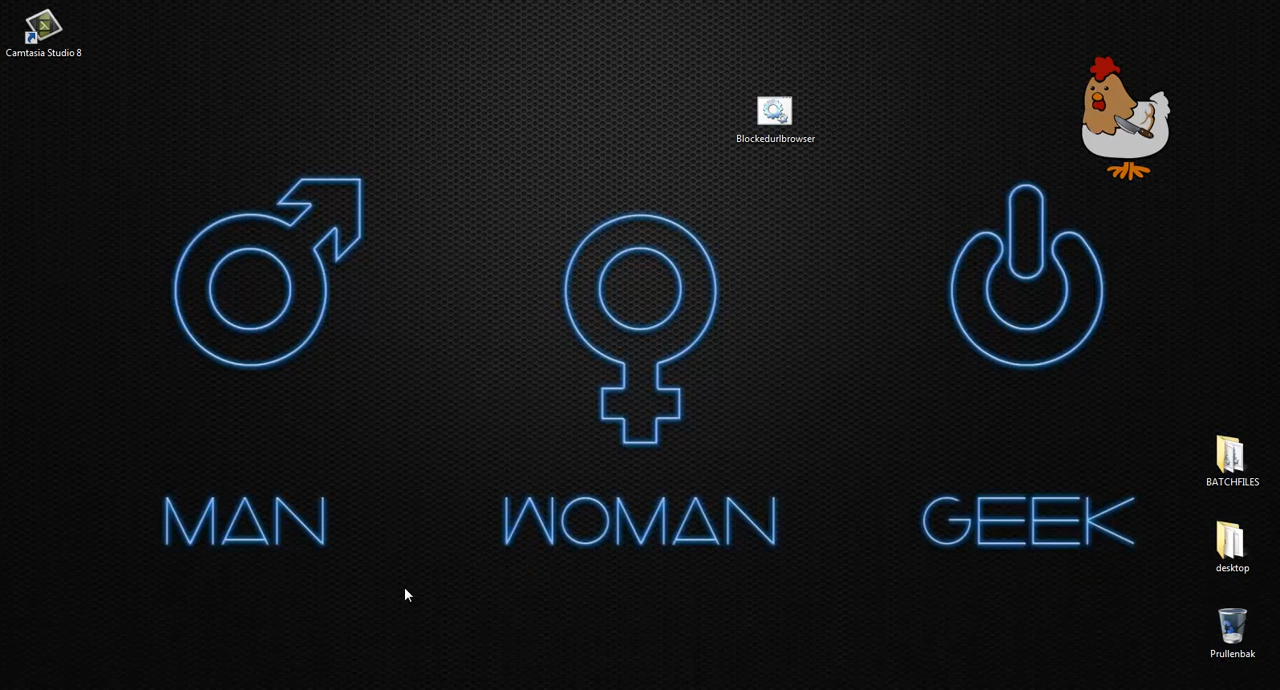 Camtasia Studio 8
Blockedurlbrowser
MAN
WOMAN
GEEK
BATCHFILES
desktop
Prullenbak